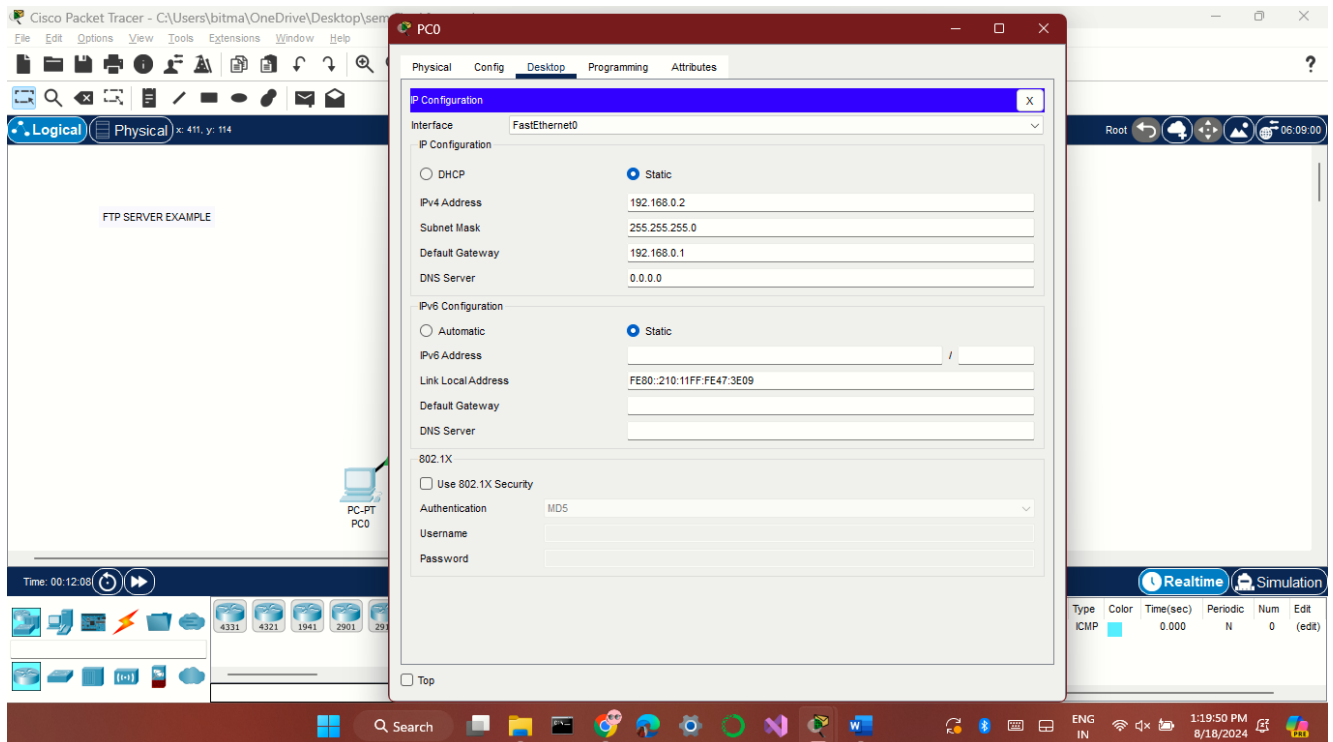 Cisco Packet Tracer - C:\Users\bitma\OneDrive\Desktop\sem
File Edit Options View Tools Extensions Window Help
?
Logical Physical x: 411, y: 114
Root 06:09:00
FTP SERVER EXAMPLE
PC-PT
PC0
PC0
Physical Config Desktop Programming Attributes
IP Configuration X
Interface FastEthernet0
IP Configuration
DHCP Static
IPv4 Address 192.168.0.2
Subnet Mask 255.255.255.0
Default Gateway 192.168.0.1
DNS Server 0.0.0.0
IPv6 Configuration
Automatic Static
IPv6 Address /
Link Local Address FE80::210:11FF:FE47:3E09
Default Gateway
DNS Server
802.1X
Use 802.1X Security
Authentication MD5
Username
Password
Top
Time: 00:12:08
Realtime Simulation
4331 4321 1941 2901 291
Type Color Time(sec) Periodic Num Edit
ICMP 0.000 N 0 (edit)
Search
ENG
IN
1:19:50 PM
8/18/2024
PRE